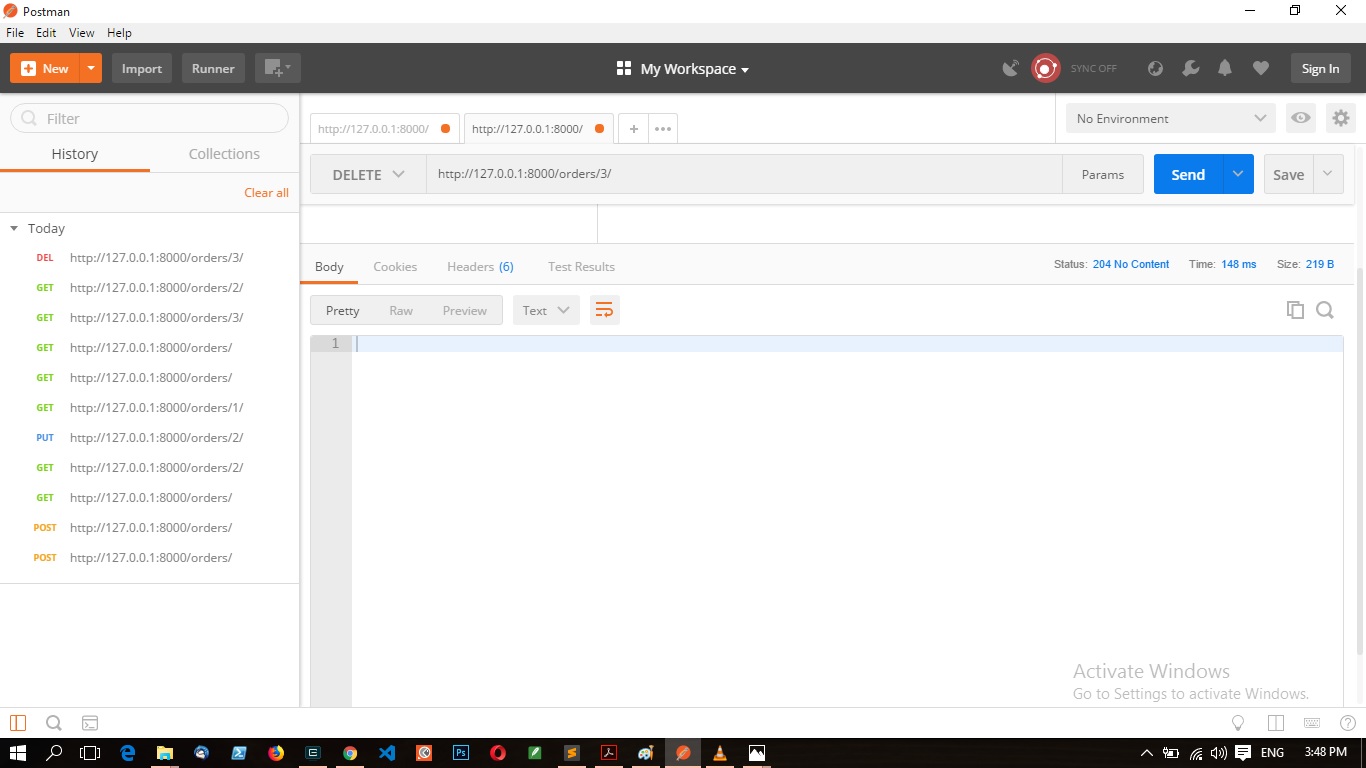 Postman
File Edit View Help
New Import Runner My Workspace SYNC OFF Sign In
Filter
History Collections
Clear all
Today
DEL http://127.0.0.1:8000/orders/3/
GET http://127.0.0.1:8000/orders/2/
GET http://127.0.0.1:8000/orders/3/
GET http://127.0.0.1:8000/orders/
GET http://127.0.0.1:8000/orders/
GET http://127.0.0.1:8000/orders/1/
PUT http://127.0.0.1:8000/orders/2/
GET http://127.0.0.1:8000/orders/2/
GET http://127.0.0.1:8000/orders/
POST http://127.0.0.1:8000/orders/
POST http://127.0.0.1:8000/orders/
http://127.0.0.1:8000/ http://127.0.0.1:8000/ + ••• No Environment
DELETE http://127.0.0.1:8000/orders/3/ Params Send Save
Body Cookies Headers (6) Test Results Status: 204 No Content Time: 148 ms Size: 219 B
Pretty Raw Preview Text
1
Activate Windows
Go to Settings to activate Windows.
Ps ENG 3:48 PM